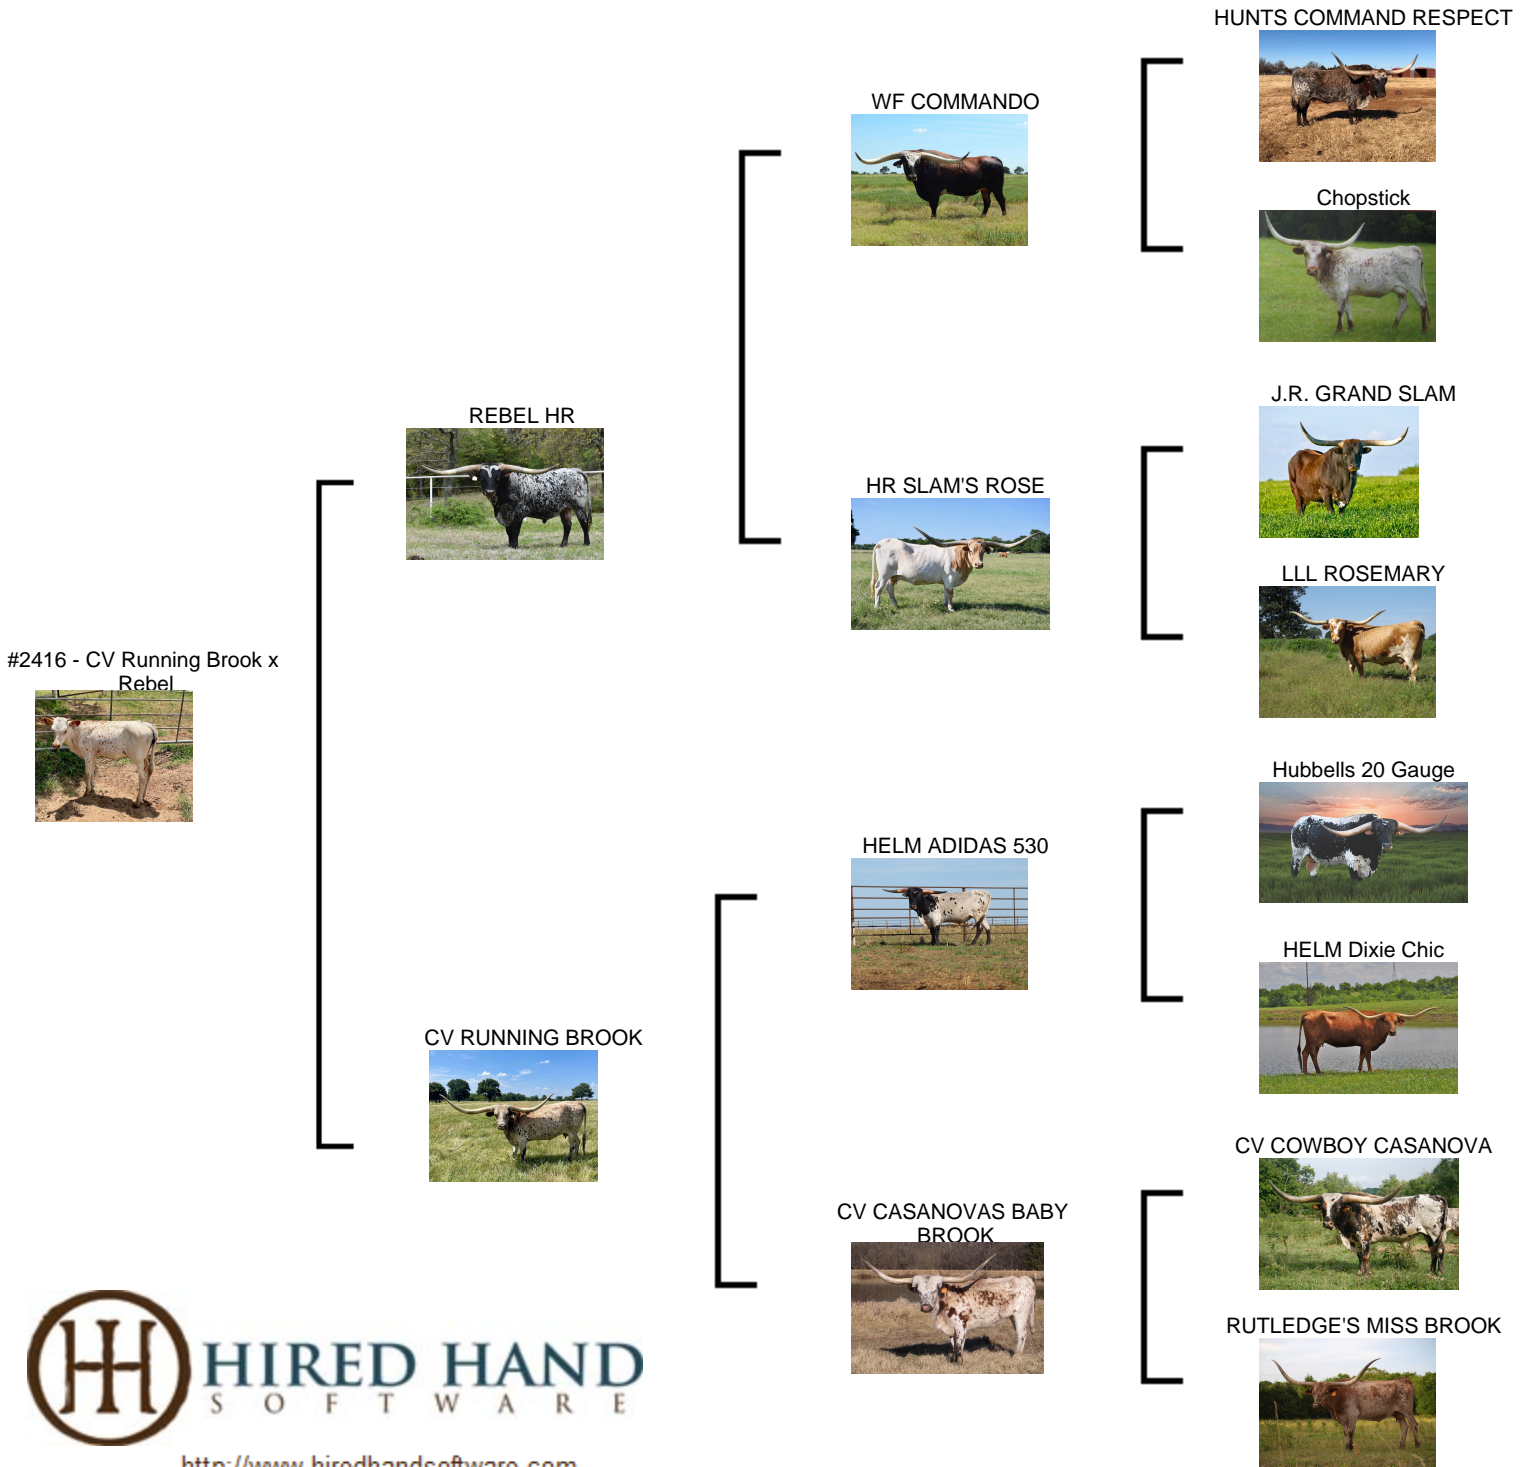 HUNTS COMMAND RESPECT
WF COMMANDO
Chopstick
REBEL HR
J.R. GRAND SLAM
HR SLAM'S ROSE
LLL ROSEMARY
#2416 - CV Running Brook x
Rebel
Hubbells 20 Gauge
HELM ADIDAS 530
HELM Dixie Chic
CV RUNNING BROOK
CV COWBOY CASANOVA
CV CASANOVAS BABY
BROOK
RUTLEDGE'S MISS BROOK
HIRED HAND
SOFTWARE
http://www.hiredhandsoftware.com